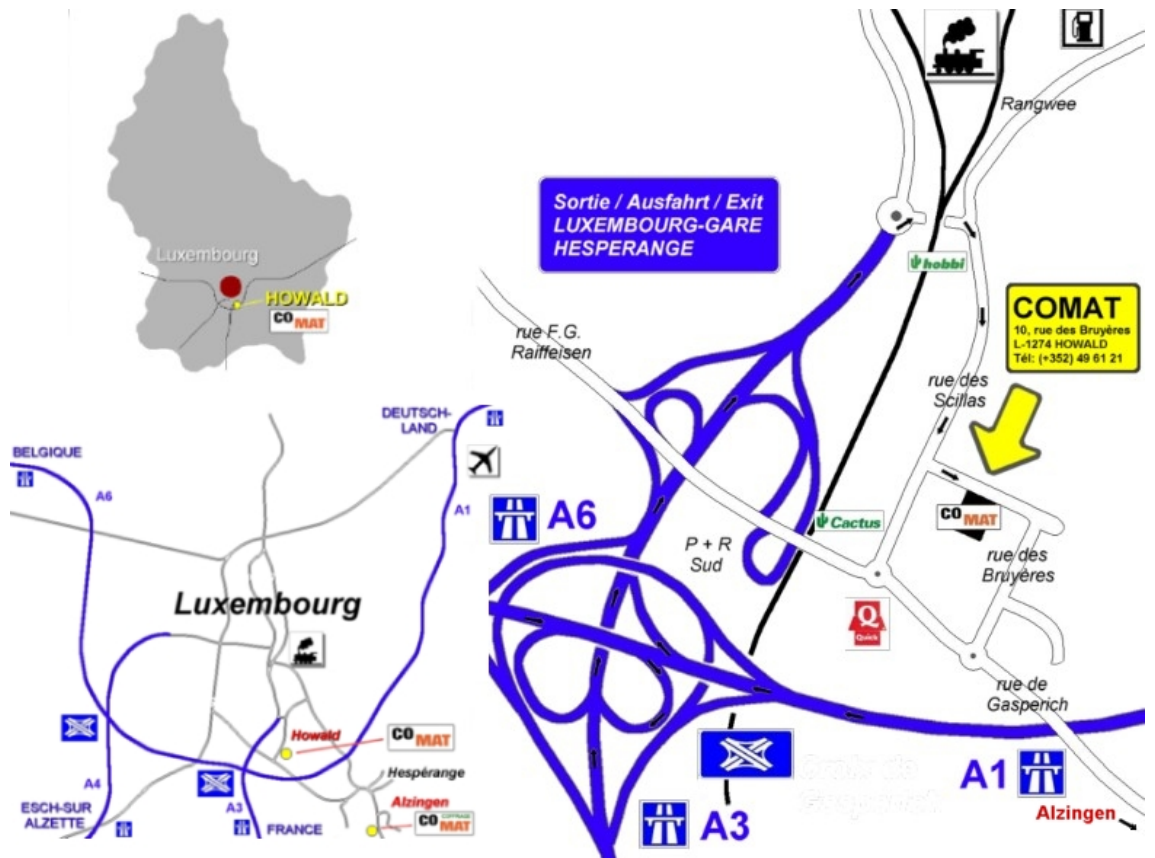 Luxembourg
HOWALD
CO
MAT
BELGIQUE
A6
DEUTSCH-
LAND
A1
Luxembourg
Howald
CO
MAT
Hespérange
Alzingen
CO
COFFRAGE
MAT
A4
ESCH-SUR
ALZETTE
A3
FRANCE
Rangwee
Sortie / Ausfahrt / Exit
LUXEMBOURG-GARE
HESPERANGE
hobbi
COMAT
10, rue des Bruyères
L-1274 HOWALD
Tél: (+352) 49 61 21
rue F.G.
Raiffeisen
rue des
Scillas
A6
Cactus
CO
MAT
P + R
Sud
rue des
Bruyères
Q
Quick
rue de
Gasperich
A1
A3
Alzingen